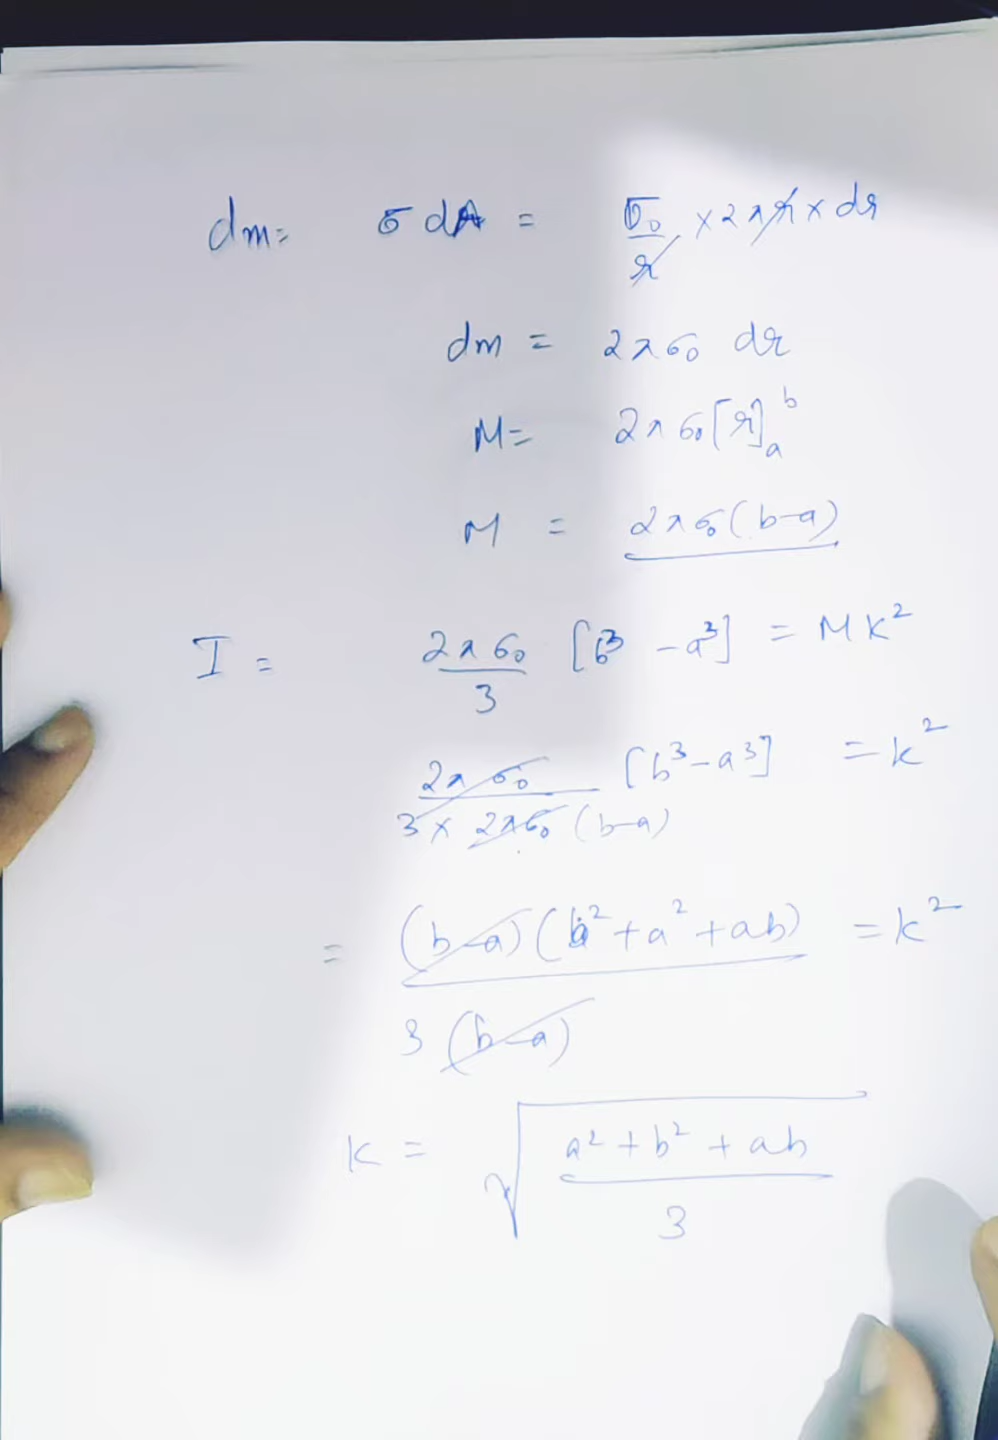 dm = σ dA = σ₀/r × 2πr × dr
dm = 2πσ₀ dr
M = 2πσ₀[r]ₐᵇ
M = 2πσ₀(b-a)
I = 2πσ₀/3 [b³ - a³] = MK²
2πσ₀/3 × 2πσ₀(b-a) [b³-a³] = k²
= (b-a)(b²+a²+ab)/3(b-a) = k²
K = √(a²+b²+ab/3)